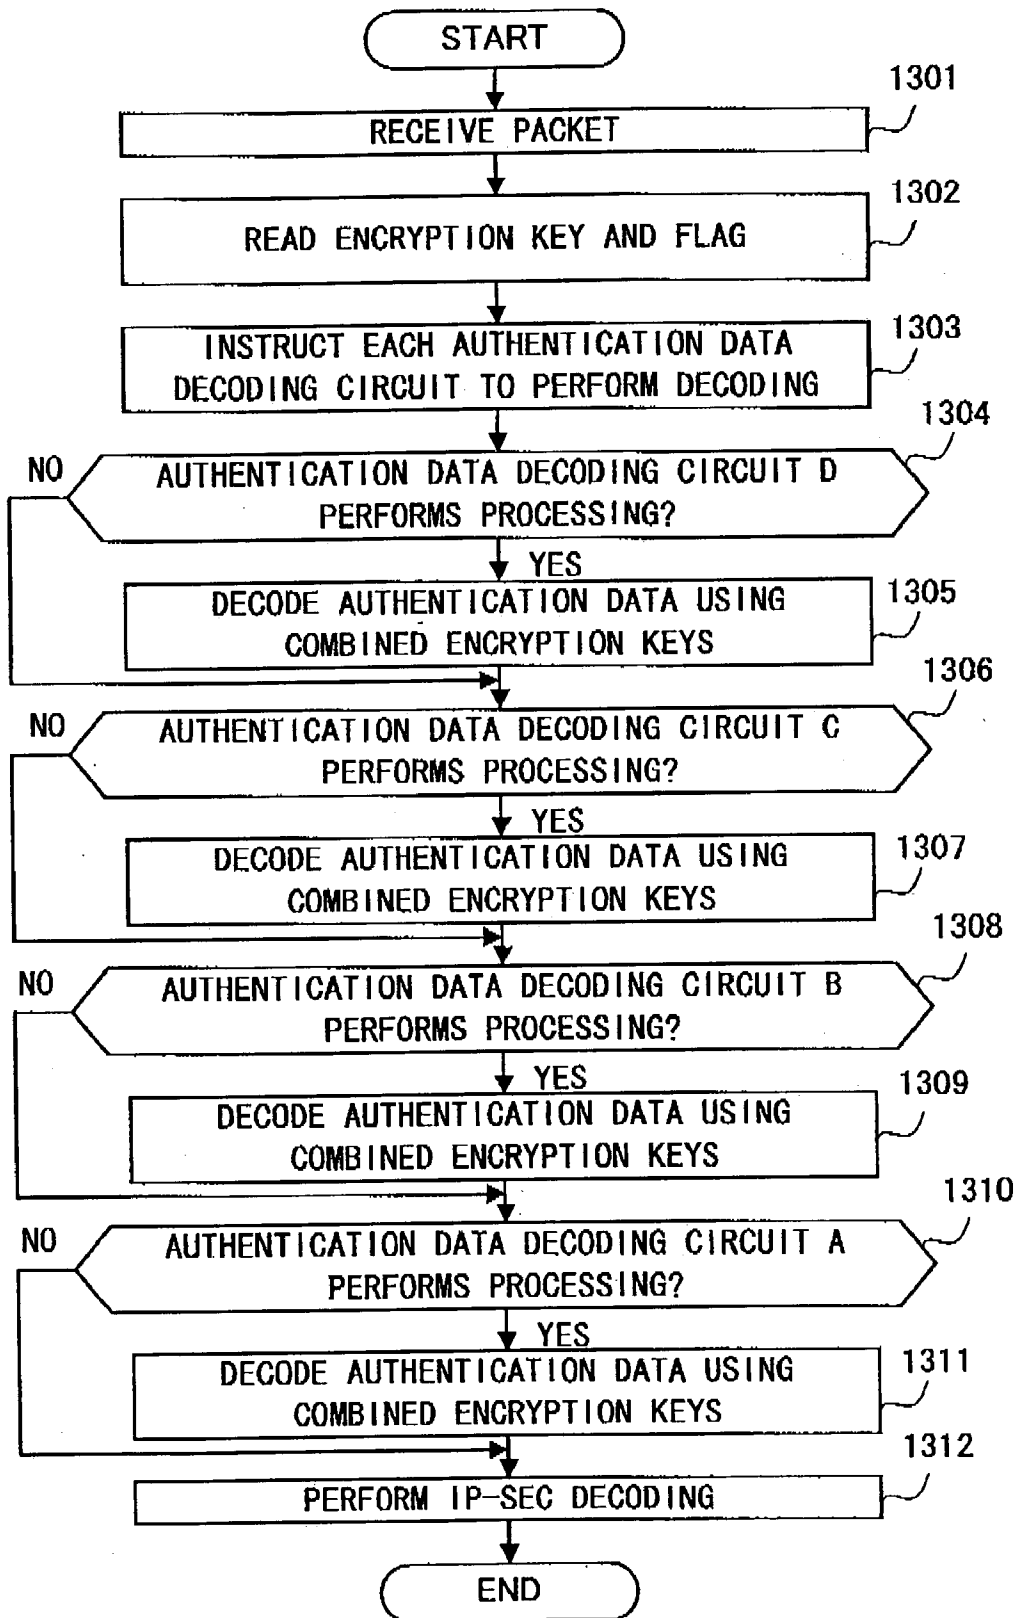 START
1301
RECEIVE PACKET
1302
READ ENCRYPTION KEY AND FLAG
1303
INSTRUCT EACH AUTHENTICATION DATA
DECODING CIRCUIT TO PERFORM DECODING
1304
NO
AUTHENTICATION DATA DECODING CIRCUIT D
PERFORMS PROCESSING?
YES
1305
DECODE AUTHENTICATION DATA USING
COMBINED ENCRYPTION KEYS
1306
NO
AUTHENTICATION DATA DECODING CIRCUIT C
PERFORMS PROCESSING?
YES
1307
DECODE AUTHENTICATION DATA USING
COMBINED ENCRYPTION KEYS
1308
NO
AUTHENTICATION DATA DECODING CIRCUIT B
PERFORMS PROCESSING?
YES
1309
DECODE AUTHENTICATION DATA USING
COMBINED ENCRYPTION KEYS
1310
NO
AUTHENTICATION DATA DECODING CIRCUIT A
PERFORMS PROCESSING?
YES
1311
DECODE AUTHENTICATION DATA USING
COMBINED ENCRYPTION KEYS
1312
PERFORM IP-SEC DECODING
END